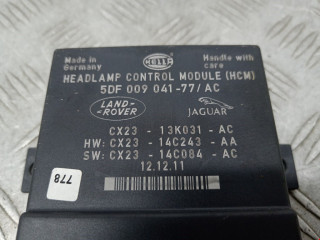 Made in Germany
HELLA
Handle with care
HEADLAMP CONTROL MODULE (HCM)
5DF 009 041-77/ AC
LAND-ROVER
JAGUAR
CX23 - 13K031 - AC
HW: CX23 - 14C243 - AA
SW: CX23 - 14C084 - AC
12.12.11
778